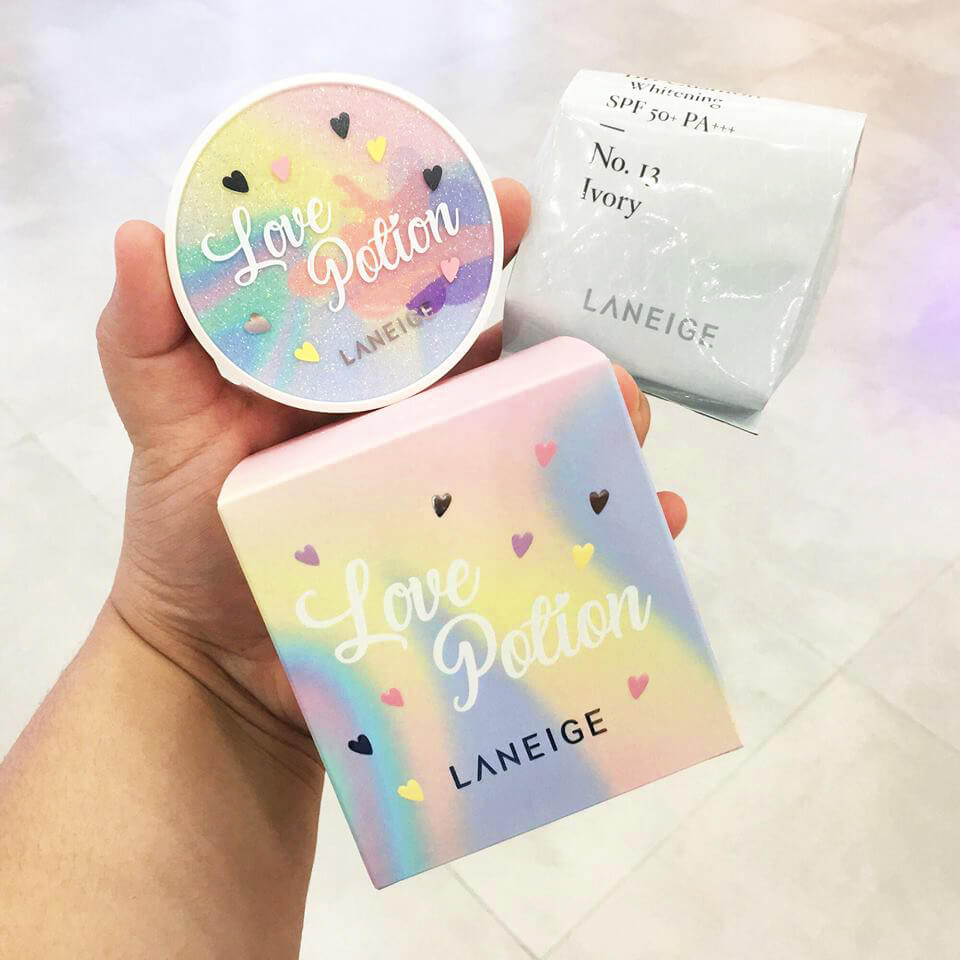 Love
Potion
LANEIGE
Whitening
SPF 50+ PA+++
No. 13
Ivory
LANEIGE
Love
Potion
LANEIGE